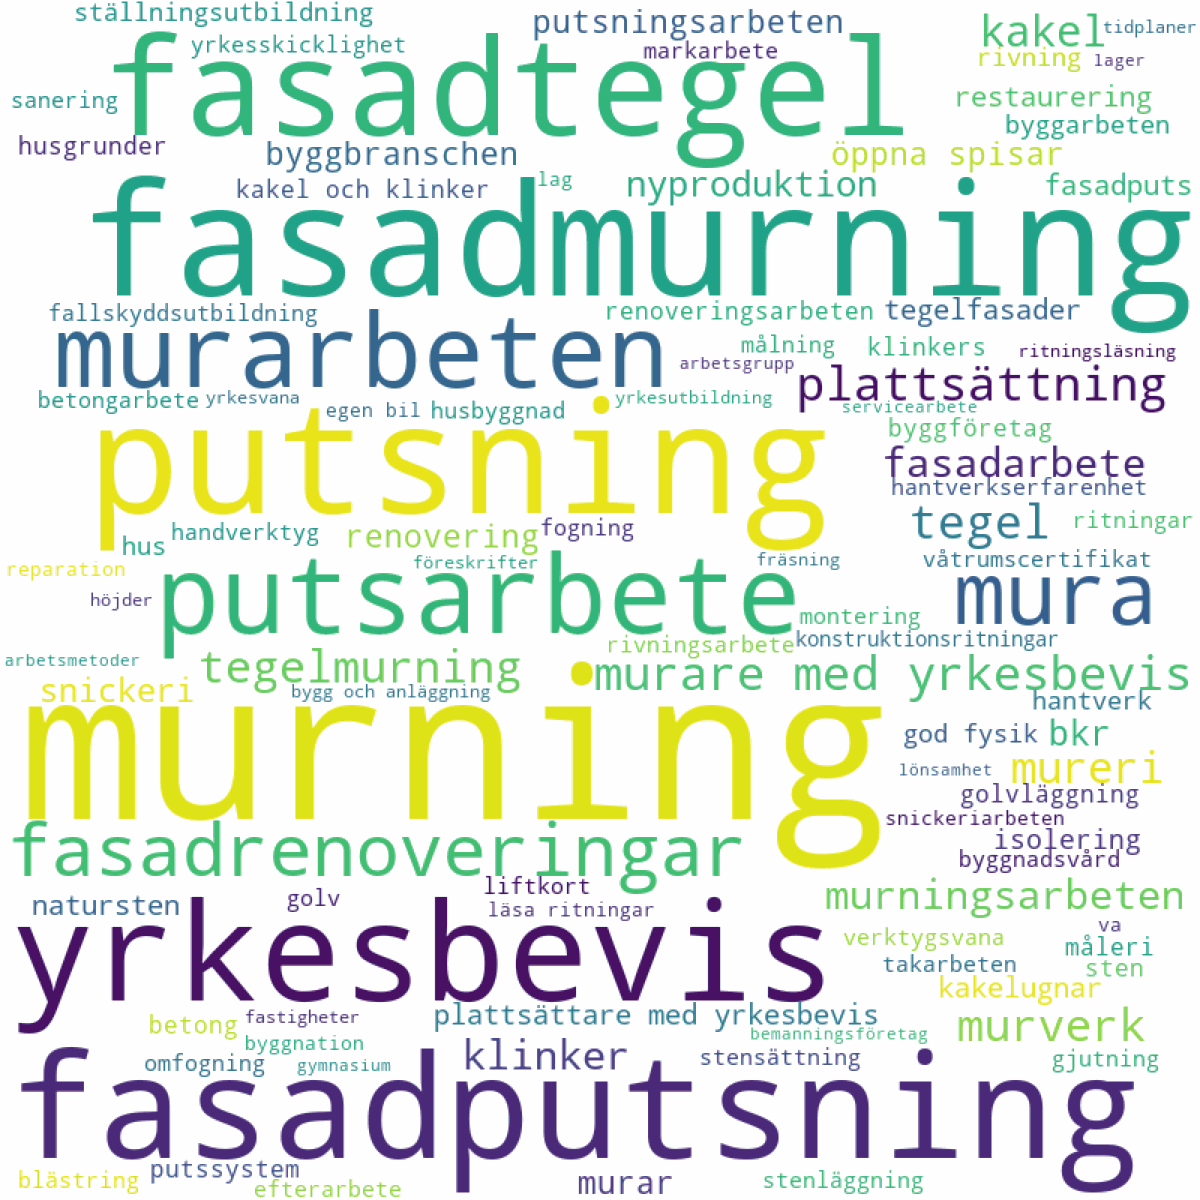 ställningsutbildning
putsningsarbeten
kakel
tidplaner
yrkesskicklighet
markarbete
rivning
lager
fasadtegel
sanering
restaurering
byggarbeten
husgrunder
byggbranschen
öppna spisar
kakel och klinker
lag
nyproduktion
fasadputs
fasadmurning
fallskyddsutbildning
renoveringsarbeten
tegelfasader
murarbeten
målning
klinkers
ritningsläsning
arbetsgrupp
plattsättning
betongarbete
yrkesvana
egen bil
husbyggnad
yrkesutbildning
servicearbete
byggföretag
putsning
fasadarbete
hantverkserfarenhet
tegel
ritningar
handverktyg
hus
renovering
fogning
föreskrifter
fräsning
våtrumscertifikat
reparation
höjder
putsarbete
mura
montering
rivningsarbete
konstruktionsritningar
arbetsmetoder
tegelmurning
murare med yrkesbevis
snickeri
bygg och anläggning
hantverk
murning
god fysik
bkr
lönsamhet
mureri
golvläggning
snickeriarbeten
isolering
byggnadsvård
fasadrenoveringar
liftkort
golv
natursten
läsa ritningar
murningsarbeten
yrkesbevis
va
verktygsvana
måleri
takarbeten
sten
kakelugnar
betong
fastigheter
plattsättare med yrkesbevis
bemanningsföretag
murverk
byggnation
omfogning
gymnasium
klinker
stensättning
gjutning
fasadputsning
blästring
putssystem
efterarbete
murar
stenläggning